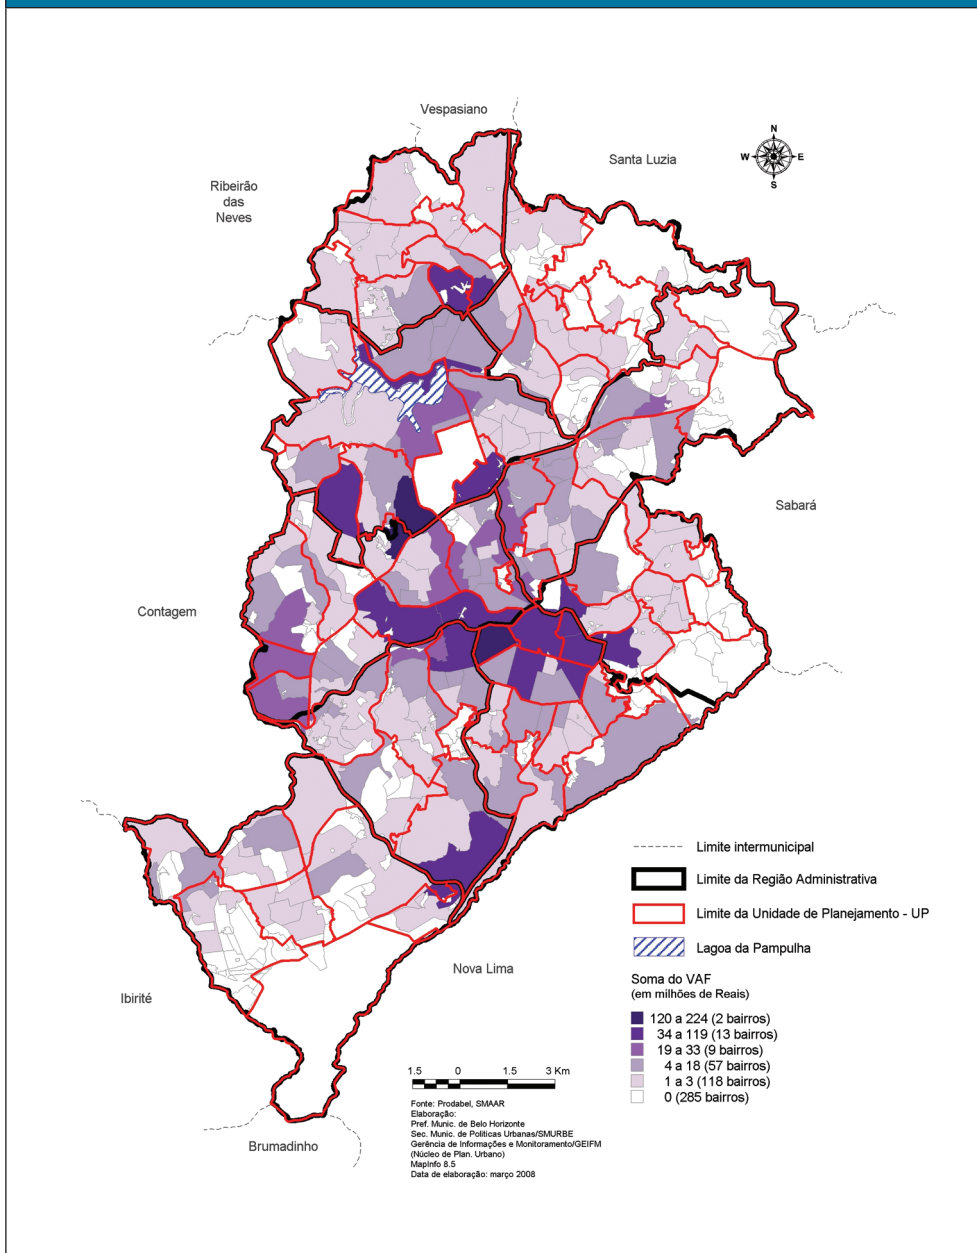 Vespasiano
Santa Luzia
N
W
E
S
Ribeirão
das
Neves
Sabará
Contagem
Nova Lima
Ibirité
Brumadinho
Limite intermunicipal
Limite da Região Administrativa
Limite da Unidade de Planejamento - UP
Lagoa da Pampulha
Soma do VAF
(em milhões de Reais)
120 a 224 (2 bairros)
34 a 119 (13 bairros)
19 a 33 (9 bairros)
4 a 18 (57 bairros)
1 a 3 (118 bairros)
0 (285 bairros)
1.5 0 1.5 3 Km
Fonte: Prodabel, SMAAR
Elaboração:
Pref. Munic. de Belo Horizonte
Sec. Munic. de Políticas Urbanas/SMURBE
Gerência de Informações e Monitoramento/GEIFM
(Núcleo de Plan. Urbano)
MapInfo 8.5
Data de elaboração: março 2008